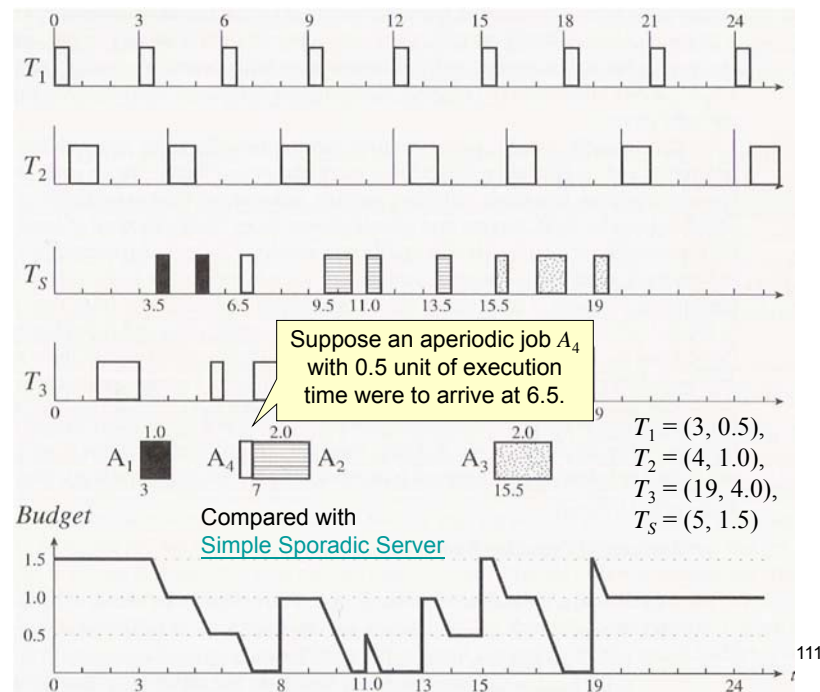 0 3 6 9 12 15 18 21 24
T1
T2
TS
3.5 6.5 9.5 11.0 13.5 15.5 19
Suppose an aperiodic job A4
with 0.5 unit of execution
time were to arrive at 6.5.
T3
0 9
1.0 2.0 2.0
A1 A4 A2 A3
3 7 15.5
T1 = (3, 0.5),
T2 = (4, 1.0),
T3 = (19, 4.0),
TS = (5, 1.5)
Budget
Compared with
Simple Sporadic Server
1.5
1.0
0.5
0 3 8 11.0 13 15 19 24 t
111